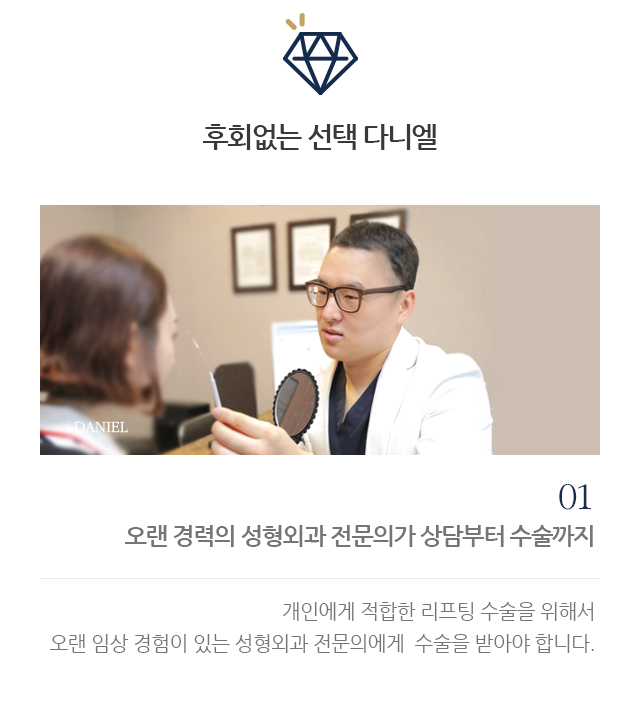 후회없는 선택 다니엘
DANIEL
01
오랜 경력의 성형외과 전문의가 상담부터 수술까지
개인에게 적합한 리프팅 수술을 위해서
오랜 임상 경험이 있는 성형외과 전문의에게 수술을 받아야 합니다.